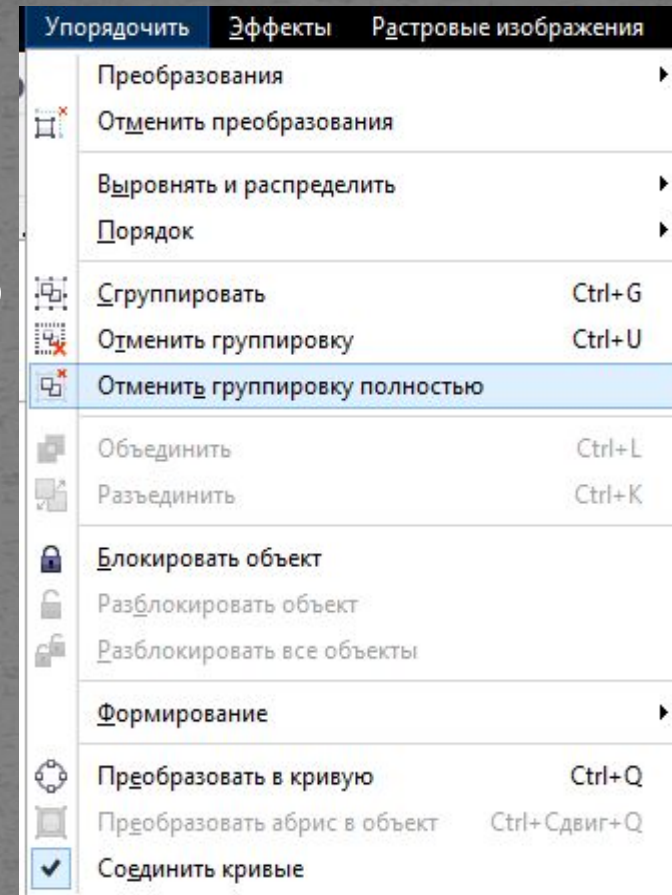 Упорядочить Эффекты Растровые изображения
Преобразования
Отменить преобразования
Выровнять и распределить
Порядок
Сгруппировать Ctrl+G
Отменить группировку Ctrl+U
Отменить группировку полностью
Объединить Ctrl+L
Разъединить Ctrl+K
Блокировать объект
Разблокировать объект
Разблокировать все объекты
Формирование
Преобразовать в кривую Ctrl+Q
Преобразовать абрис в объект Ctrl+Сдвиг+Q
Соединить кривые